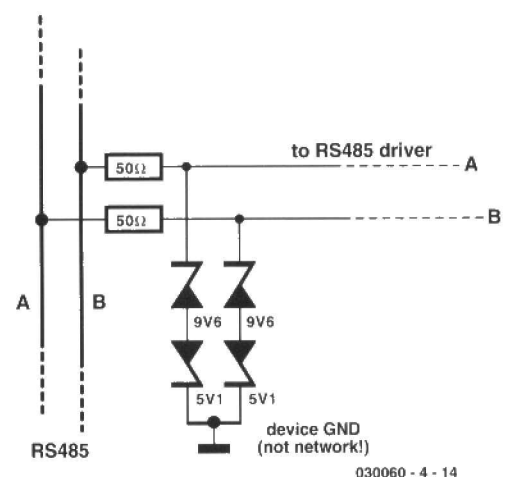 to RS485 driver
50Ω
A
50Ω
B
A
B
9V6
9V6
5V1
5V1
RS485
device GND
(not network!)
030060 - 4 - 14